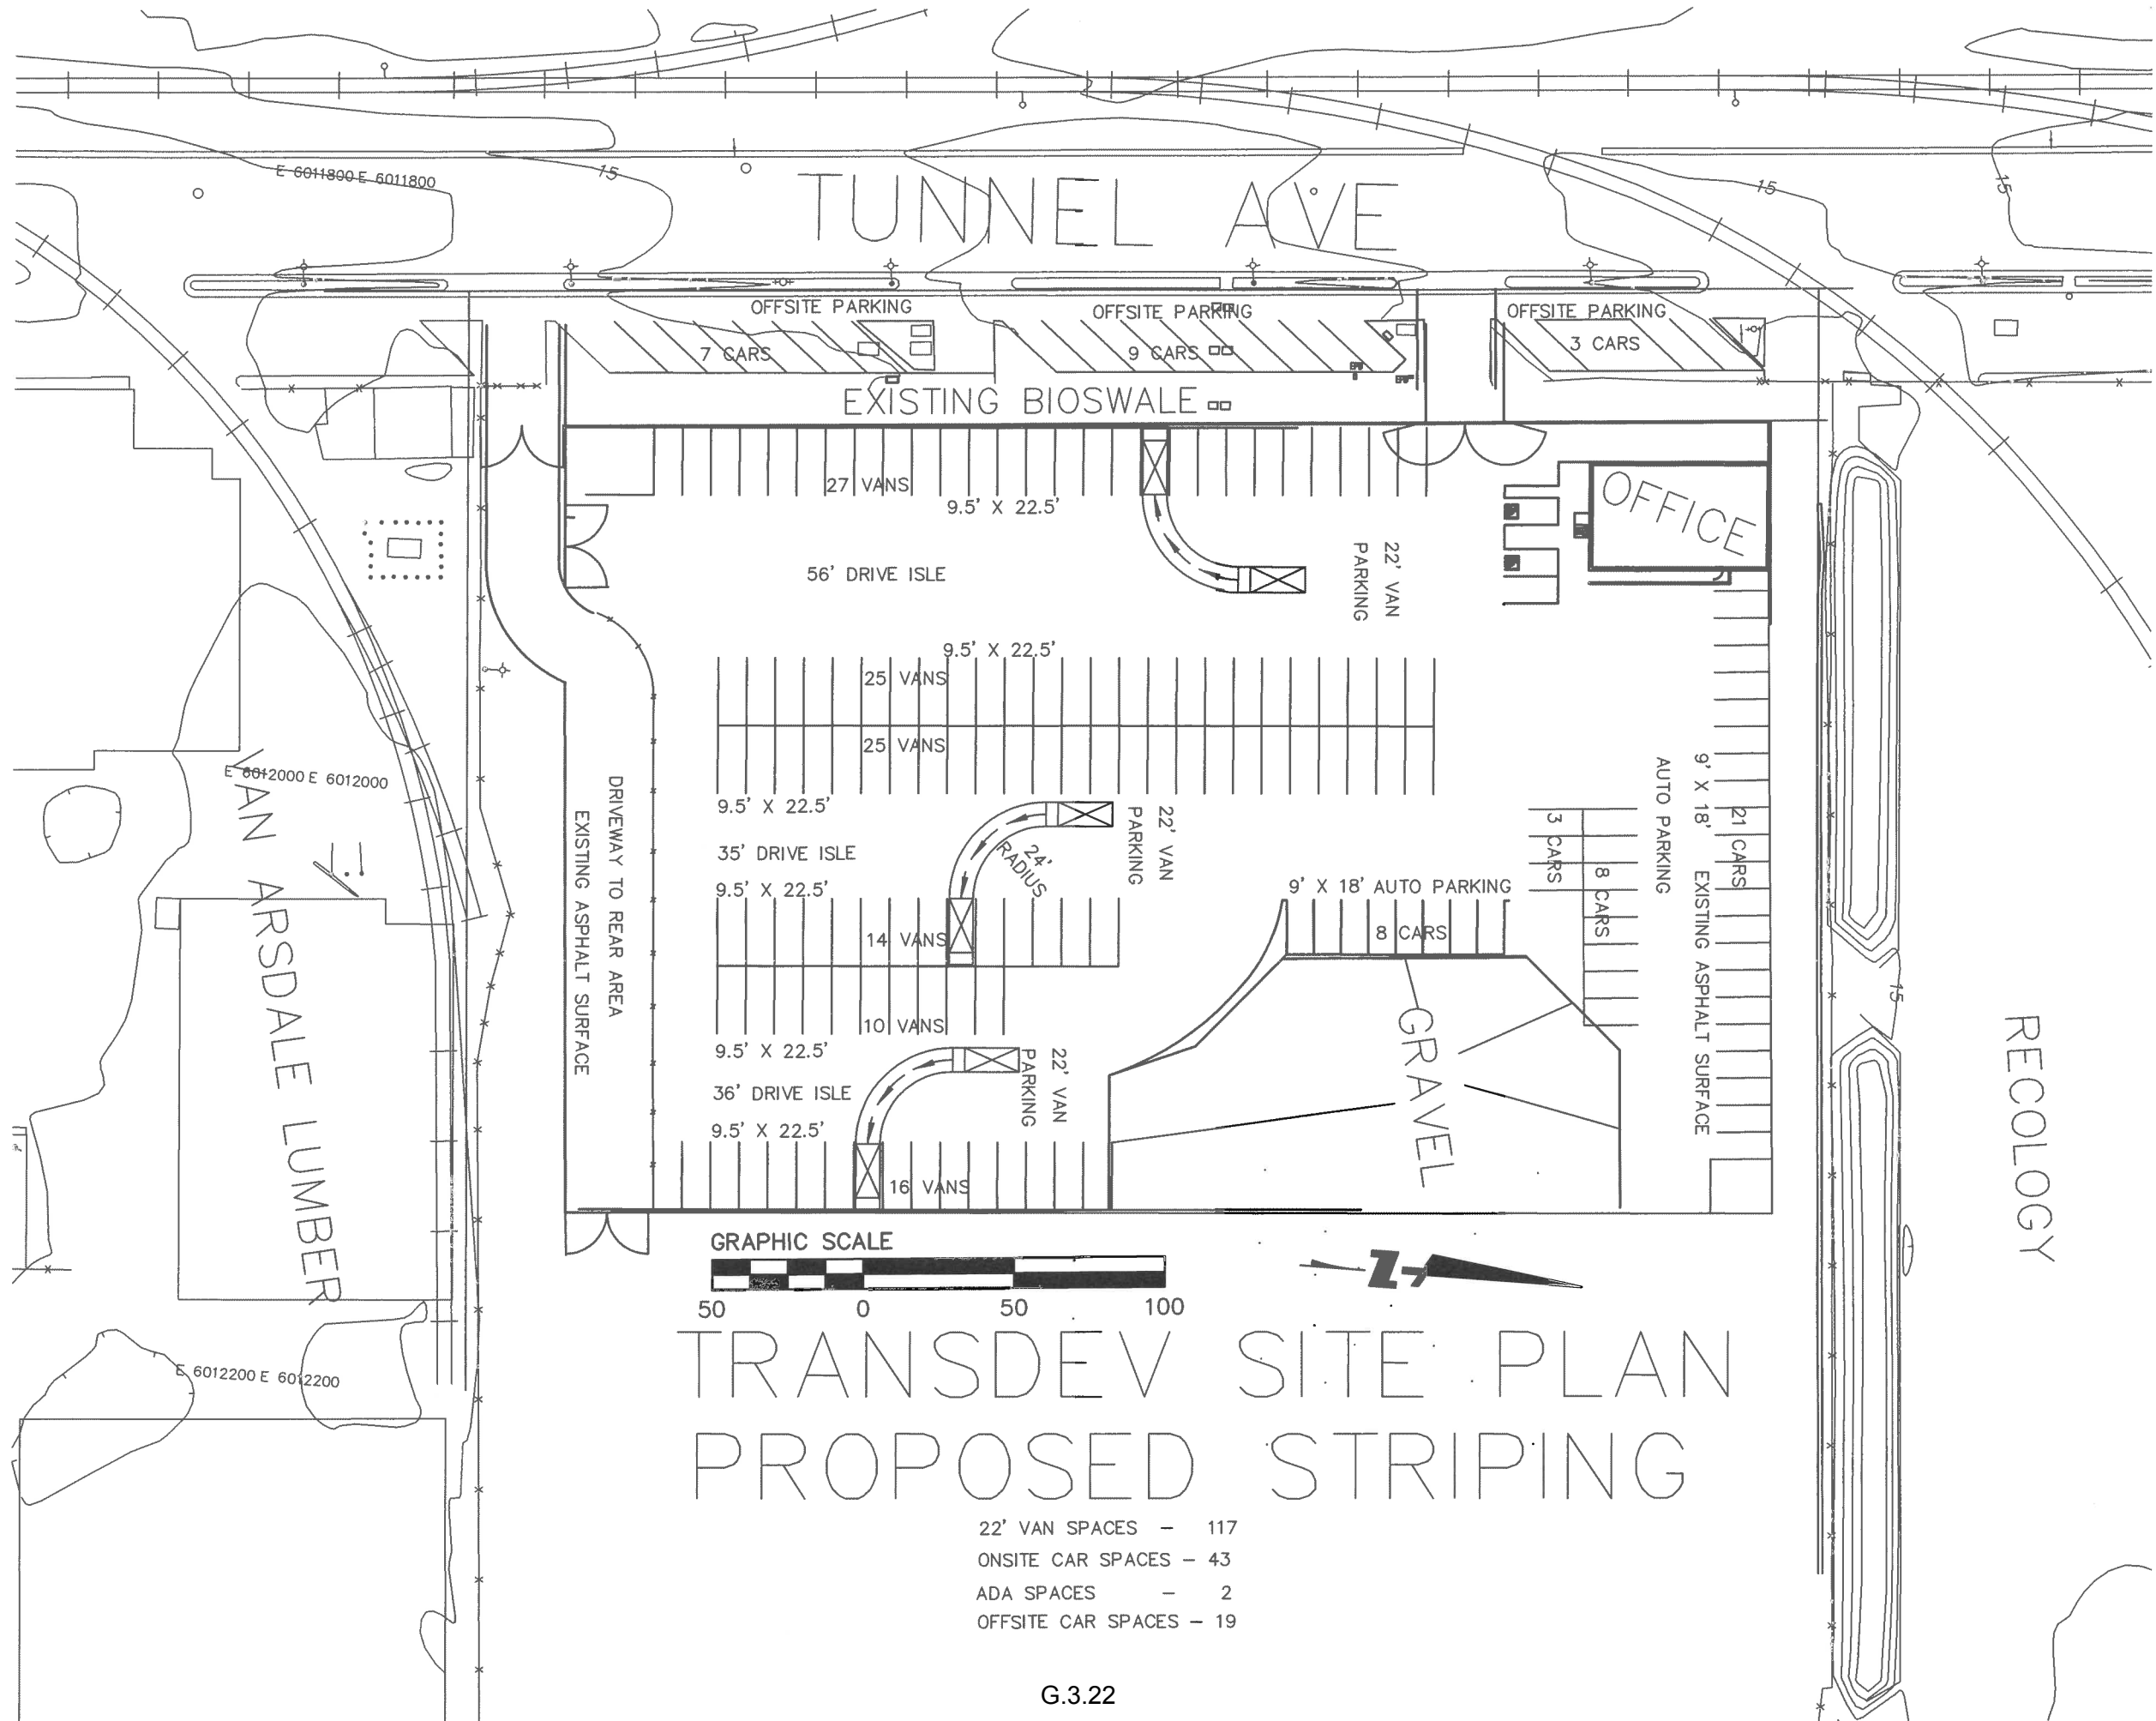 E 6011800 E 6011800
15
15
15
TUNNEL AVE
OFFSITE PARKING
OFFSITE PARKING
OFFSITE PARKING
7 CARS
9 CARS
3 CARS
EXISTING BIOSWALE
27 VANS
9.5' X 22.5'
OFFICE
56' DRIVE ISLE
22' VAN
PARKING
9.5' X 22.5'
25 VANS
25 VANS
E 6012000 E 6012000
VAN ARSDALE LUMBER
DRIVEWAY TO REAR AREA
EXISTING ASPHALT SURFACE
9.5' X 22.5'
35' DRIVE ISLE
9.5' X 22.5'
24'
RADIUS
22' VAN
PARKING
14 VANS
10 VANS
9.5' X 22.5'
36' DRIVE ISLE
9.5' X 22.5'
22' VAN
PARKING
16 VANS
9' X 18' AUTO PARKING
8 CARS
3 CARS
8 CARS
AUTO PARKING
9' X 18' EXISTING ASPHALT SURFACE
21 CARS
GRAVEL
15
RECOLOGY
GRAPHIC SCALE
50 0 50 100
Z
E 6012200 E 6012200
TRANSDEV SITE PLAN
PROPOSED STRIPING
22' VAN SPACES – 117
ONSITE CAR SPACES – 43
ADA SPACES – 2
OFFSITE CAR SPACES – 19
G.3.22